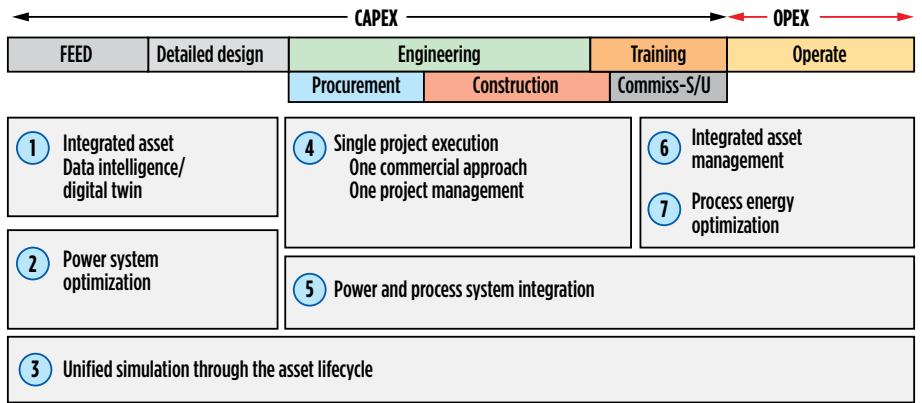 CAPEX
OPEX
FEED
Detailed design
Engineering
Training
Operate
Procurement
Construction
Commiss-S/U
1
Integrated asset
Data intelligence/
digital twin
4
Single project execution
One commercial approach
One project management
6
Integrated asset
management
7
Process energy
optimization
2
Power system
optimization
5
Power and process system integration
3
Unified simulation through the asset lifecycle